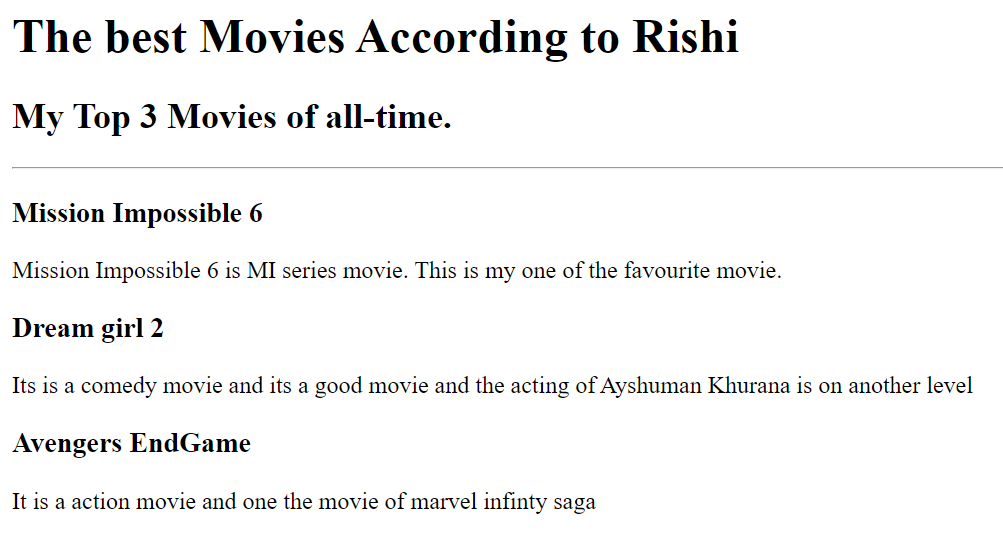 The best Movies According to Rishi
My Top 3 Movies of all-time.
Mission Impossible 6
Mission Impossible 6 is MI series movie. This is my one of the favourite movie.
Dream girl 2
Its is a comedy movie and its a good movie and the acting of Ayshuman Khurana is on another level
Avengers EndGame
It is a action movie and one the movie of marvel infinty saga